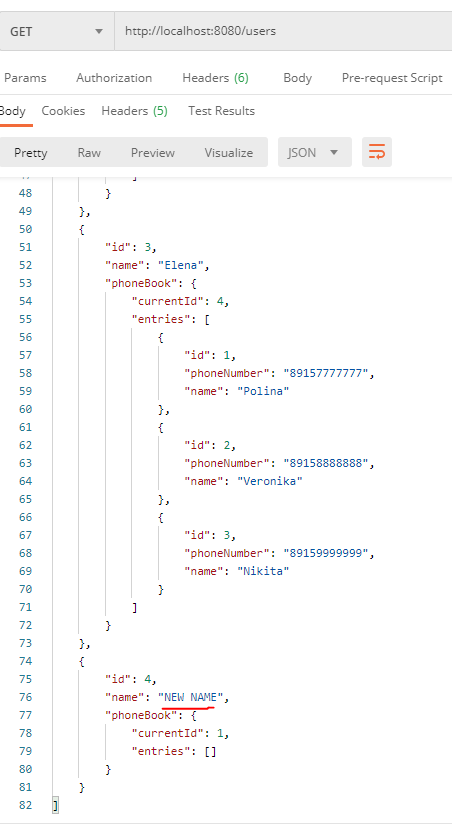 GET http://localhost:8080/users
Params Authorization Headers (6) Body Pre-request Script
Body Cookies Headers (5) Test Results
Pretty Raw Preview Visualize JSON
]
48 }
49 },
50 {
51 "id": 3,
52 "name": "Elena",
53 "phoneBook": {
54 "currentId": 4,
55 "entries": [
56 {
57 "id": 1,
58 "phoneNumber": "89157777777",
59 "name": "Polina"
60 },
61 {
62 "id": 2,
63 "phoneNumber": "89158888888",
64 "name": "Veronika"
65 },
66 {
67 "id": 3,
68 "phoneNumber": "89159999999",
69 "name": "Nikita"
70 }
71 ]
72 }
73 },
74 {
75 "id": 4,
76 "name": "NEW NAME",
77 "phoneBook": {
78 "currentId": 1,
79 "entries": []
80 }
81 }
82 ]